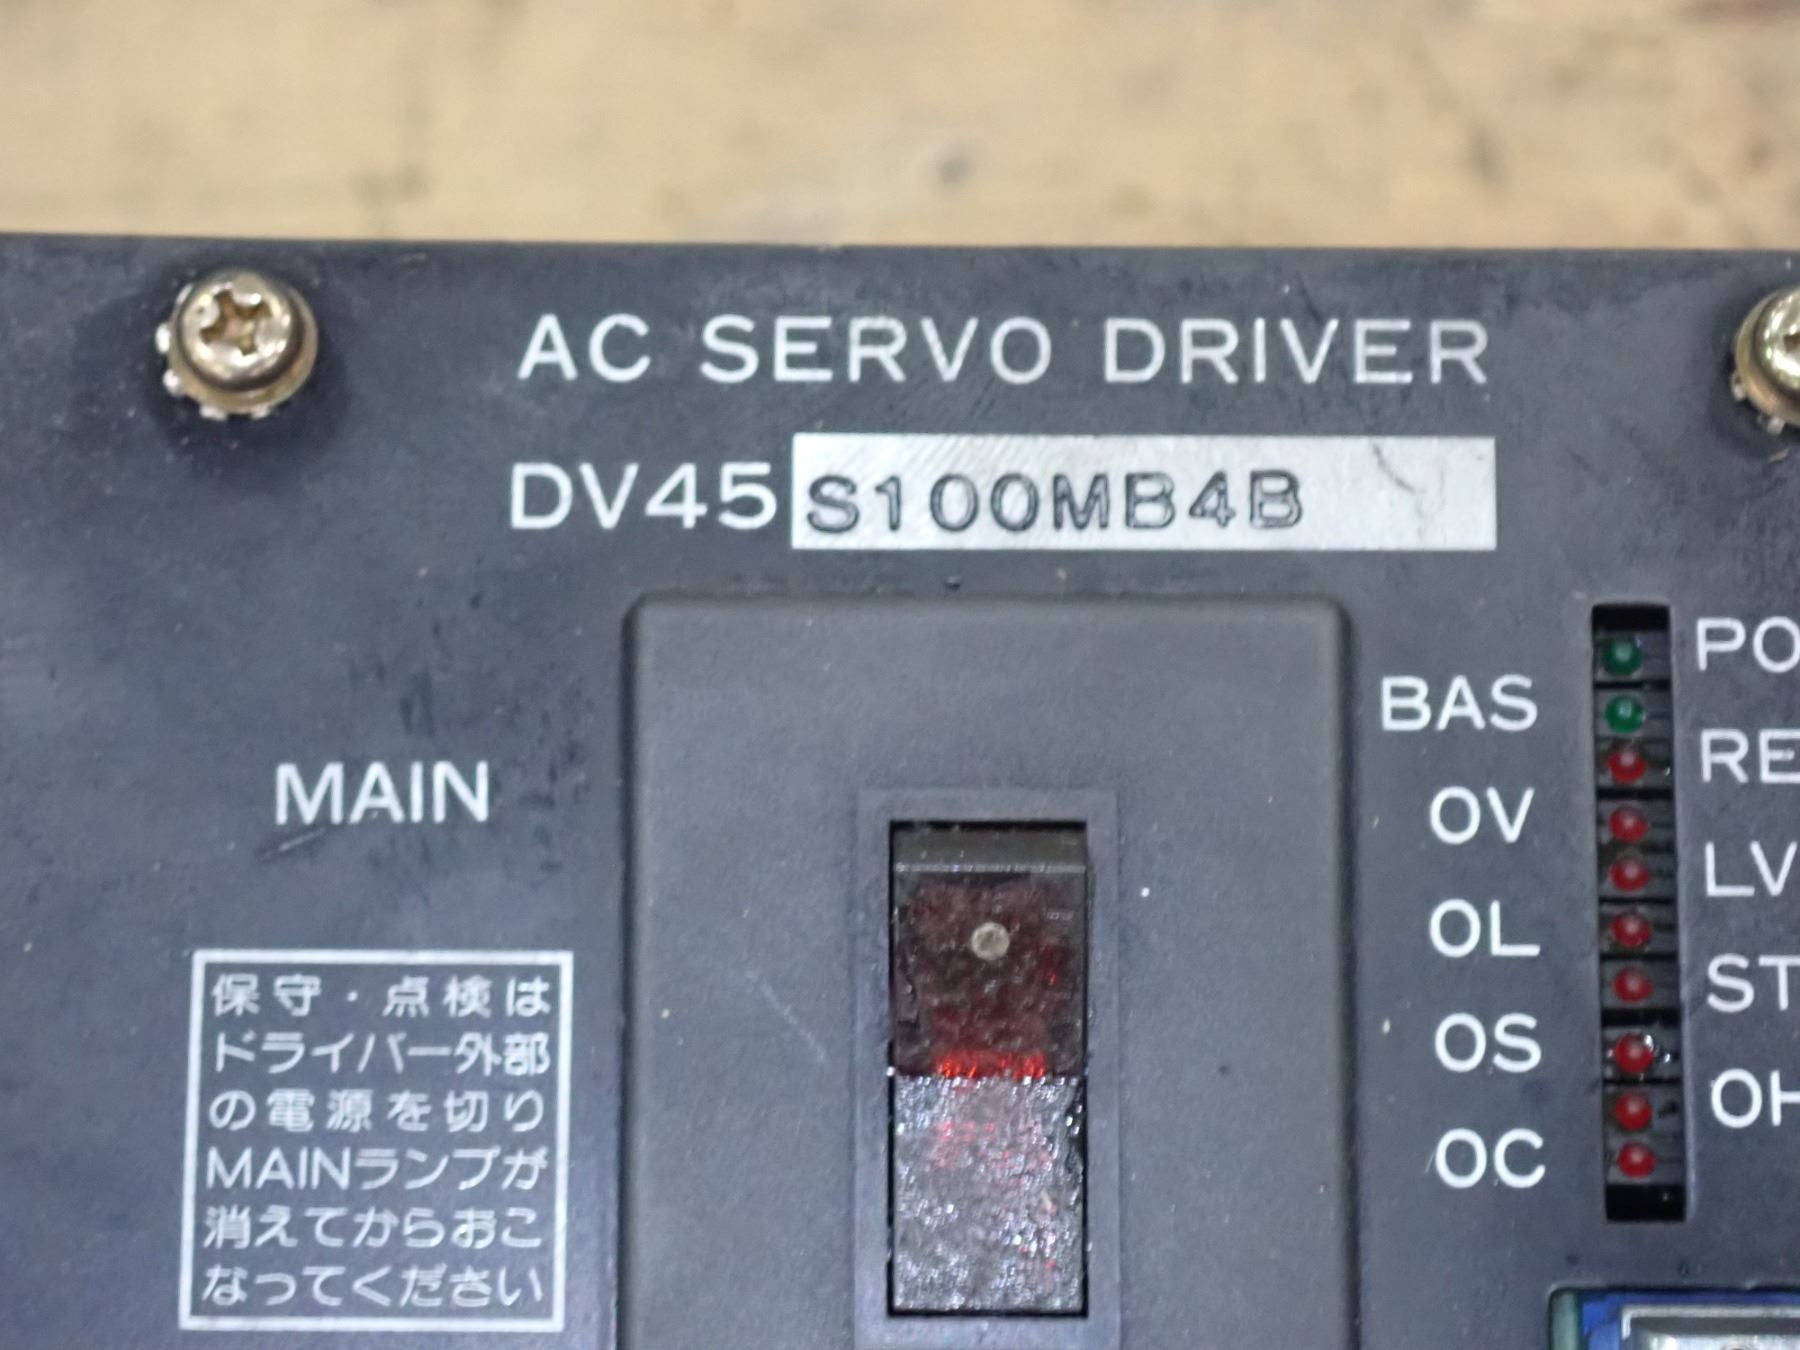 AC SERVO DRIVER
DV45 S100MB4B
PO
BAS
RE
MAIN
OV
LV
OL
ST
OS
OH
OC
保守・点検は
ドライバー外部
の電源を切り
MAINランプが
消えてからおこ
なってください